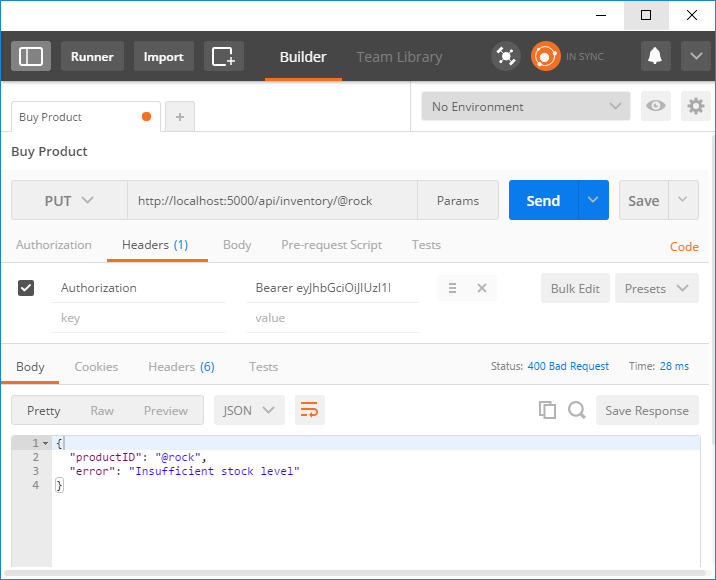 Runner Import Builder Team Library IN SYNC
Buy Product + No Environment
Buy Product
PUT http://localhost:5000/api/inventory/@rock Params Send Save
Authorization Headers (1) Body Pre-request Script Tests Code
Authorization Bearer Bulk Edit Presets
key value
Body Cookies Headers (6) Tests Status: 400 Bad Request Time: 28 ms
Pretty Raw Preview JSON Save Response
1 {
2 "productID": "@rock",
3 "error": "Insufficient stock level"
4 }